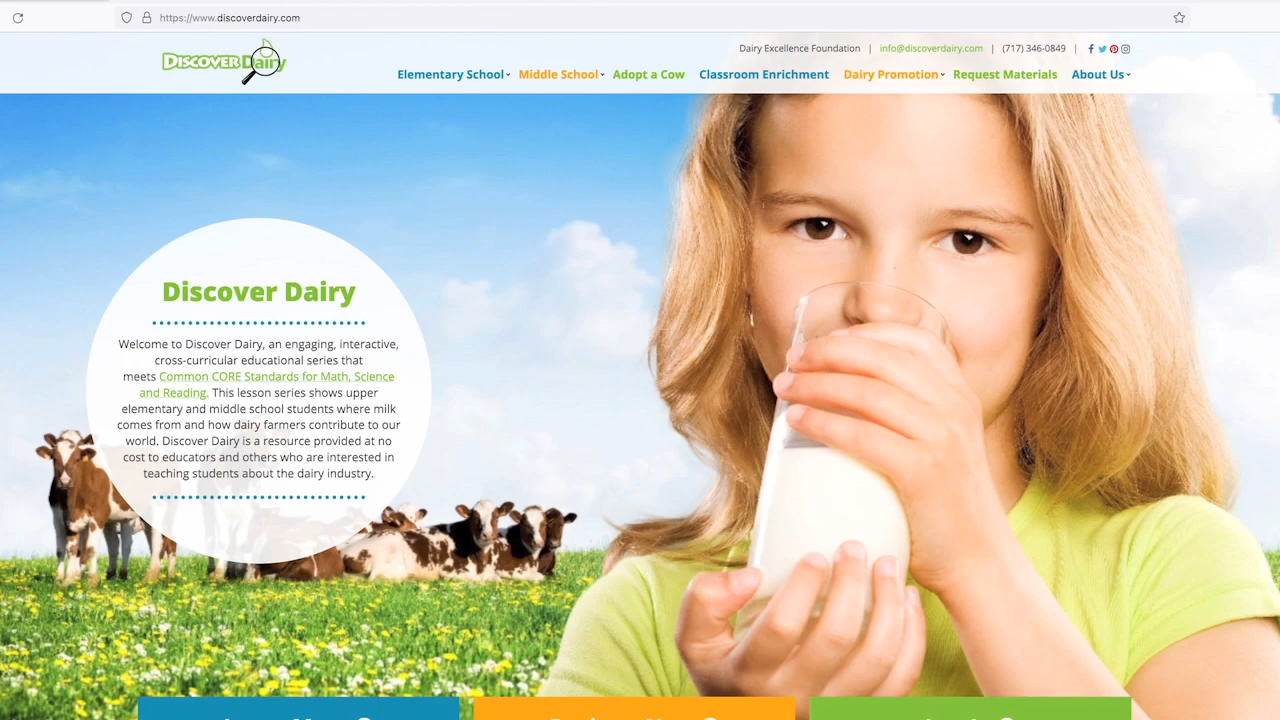 https://www.discoverdairy.com
DISCOVER Dairy
Dairy Excellence Foundation | info@discoverdairy.com | (717) 346-0849 |
Elementary School Middle School Adopt a Cow Classroom Enrichment Dairy Promotion Request Materials About Us
Discover Dairy
Welcome to Discover Dairy, an engaging, interactive,
cross-curricular educational series that
meets Common CORE Standards for Math, Science
and Reading. This lesson series shows upper
elementary and middle school students where milk
comes from and how dairy farmers contribute to our
world. Discover Dairy is a resource provided at no
cost to educators and others who are interested in
teaching students about the dairy industry.